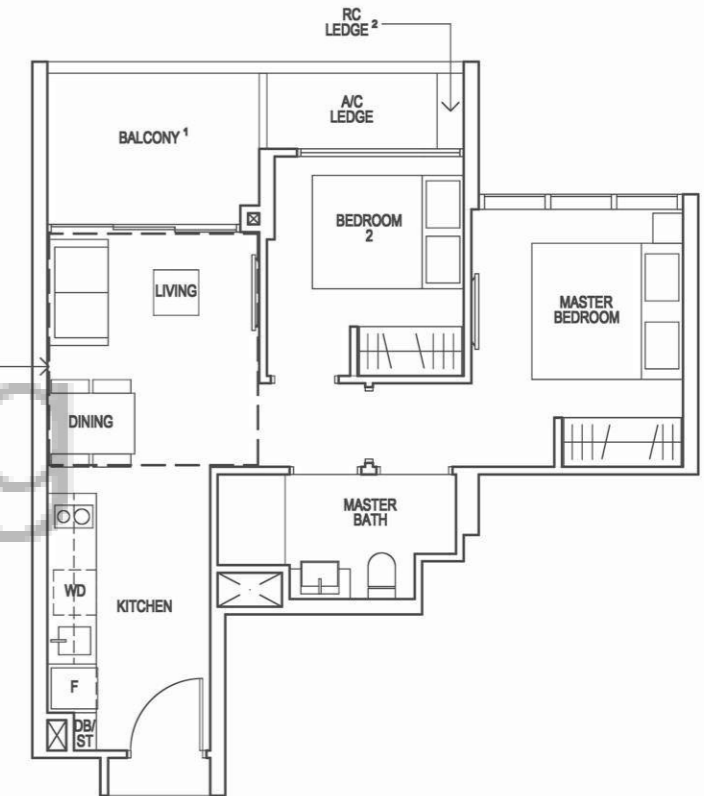 RC
LEDGE ²
A/C
LEDGE
BALCONY ¹
BEDROOM
2
LIVING
MASTER
BEDROOM
DINING
MASTER
BATH
WD
KITCHEN
F
DB/
ST